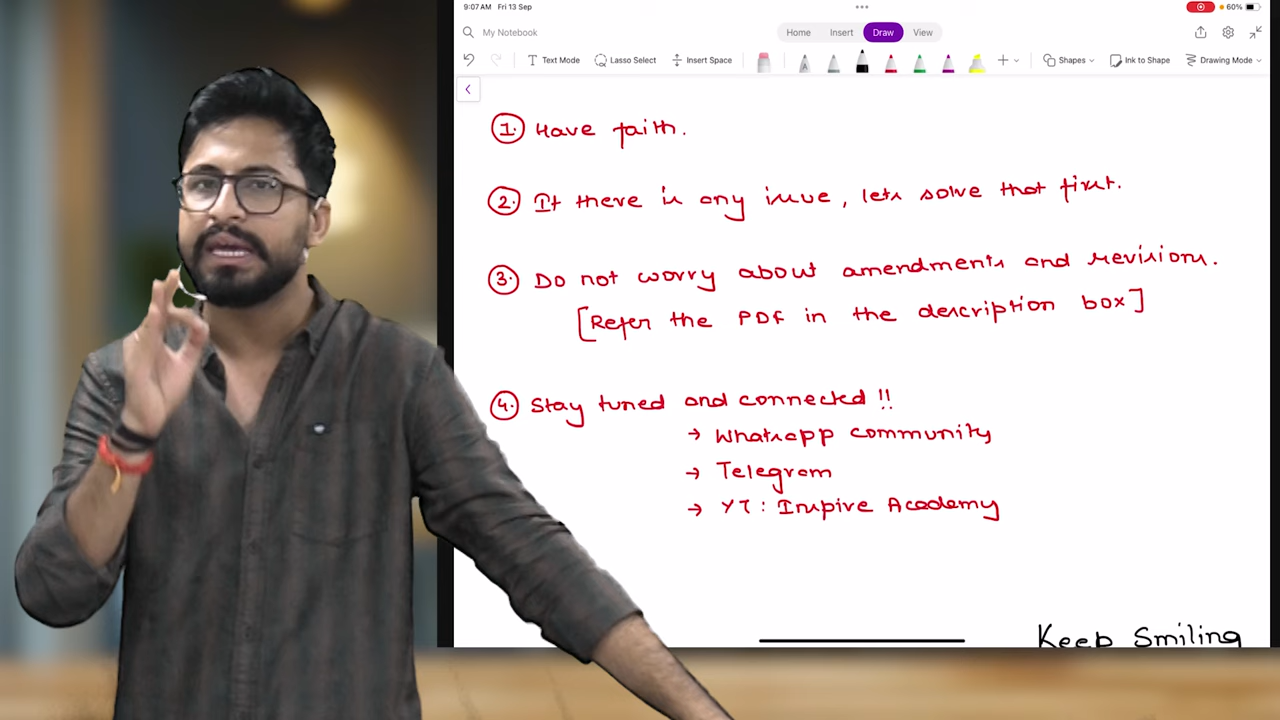 9:07 AM Fri 13 Sep
60%
My Notebook
Home Insert Draw View
Text Mode Lasso Select Insert Space Shapes Ink to Shape Drawing Mode
1. Have faith.
2. If there is any issue, lets solve that first.
3. Do not worry about amendments and revisions.
[Refer the PDF in the description box]
4. Stay tuned and connected!!
→ Whatsapp community
→ Telegram
→ YT: Inspire Academy
Keep Smiling